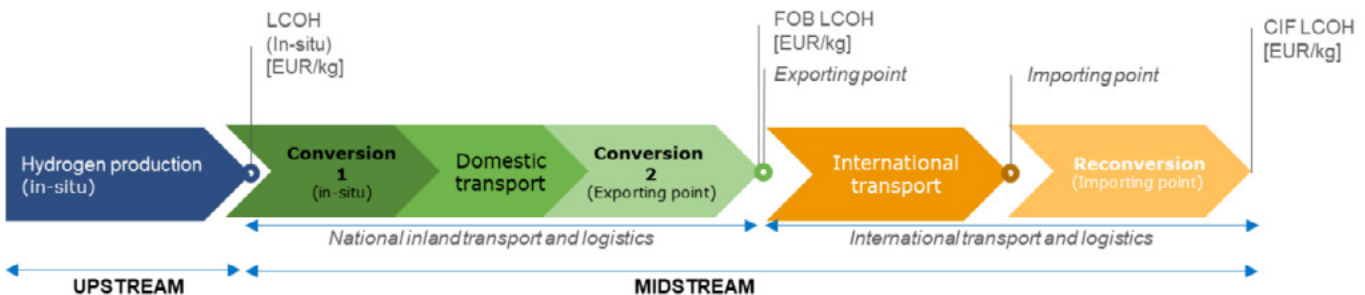 LCOH
(In-situ)
[EUR/kg]
FOB LCOH
[EUR/kg]
Exporting point
Importing point
CIF LCOH
[EUR/kg]
Hydrogen production
(in-situ)
Conversion
1
(in-situ)
Domestic
transport
Conversion
2
(Exporting point)
International
transport
Reconversion
(Importing point)
National inland transport and logistics
International transport and logistics
UPSTREAM
MIDSTREAM